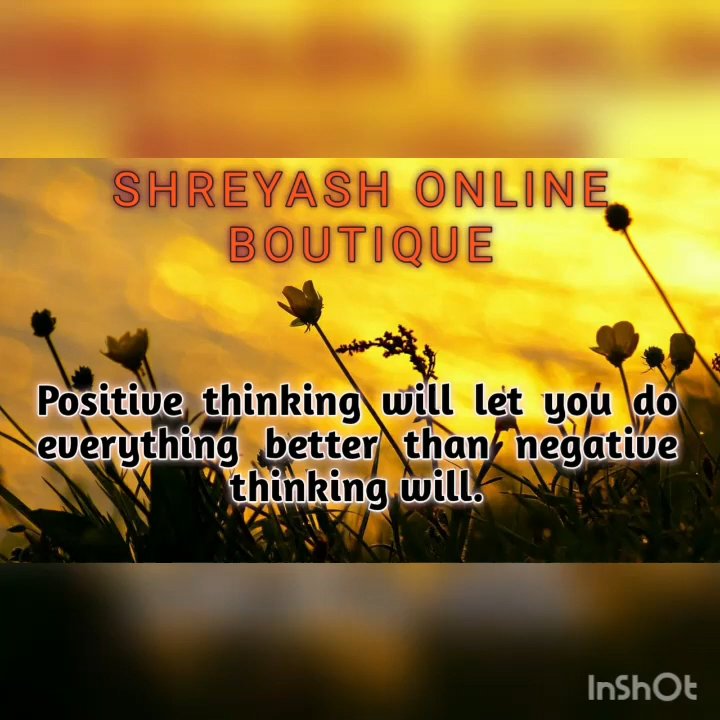 SHREYASH ONLINE
BOUTIQUE
Positive thinking will let you do
everything better than negative
thinking will.
InShOt